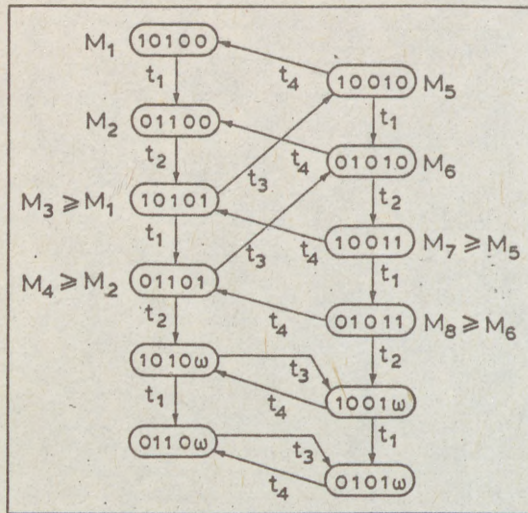 M₁ 10100
t₄
t₁
10010 M₅
t₁
M₂ 01100
t₄
01010 M₆
t₂
t₃
t₂
M₃ ⩾ M₁ 10101
t₄
10011 M₇ ⩾ M₅
t₁
t₃
t₁
M₄ ⩾ M₂ 01101
t₄
01011 M₈ ⩾ M₆
t₂
t₂
1010ω
t₃
t₄
1001ω
t₁
t₁
0110ω
t₃
t₄
0101ω